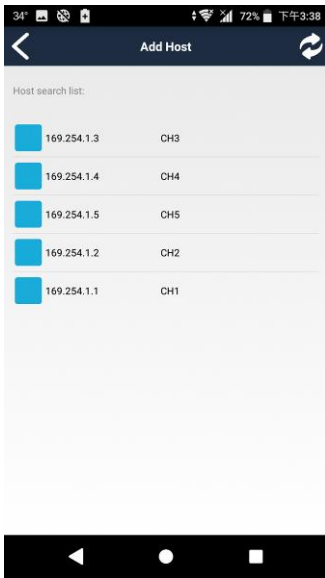 34° 72% 下午3:38
Add Host
Host search list:
169.254.1.3 CH3
169.254.1.4 CH4
169.254.1.5 CH5
169.254.1.2 CH2
169.254.1.1 CH1